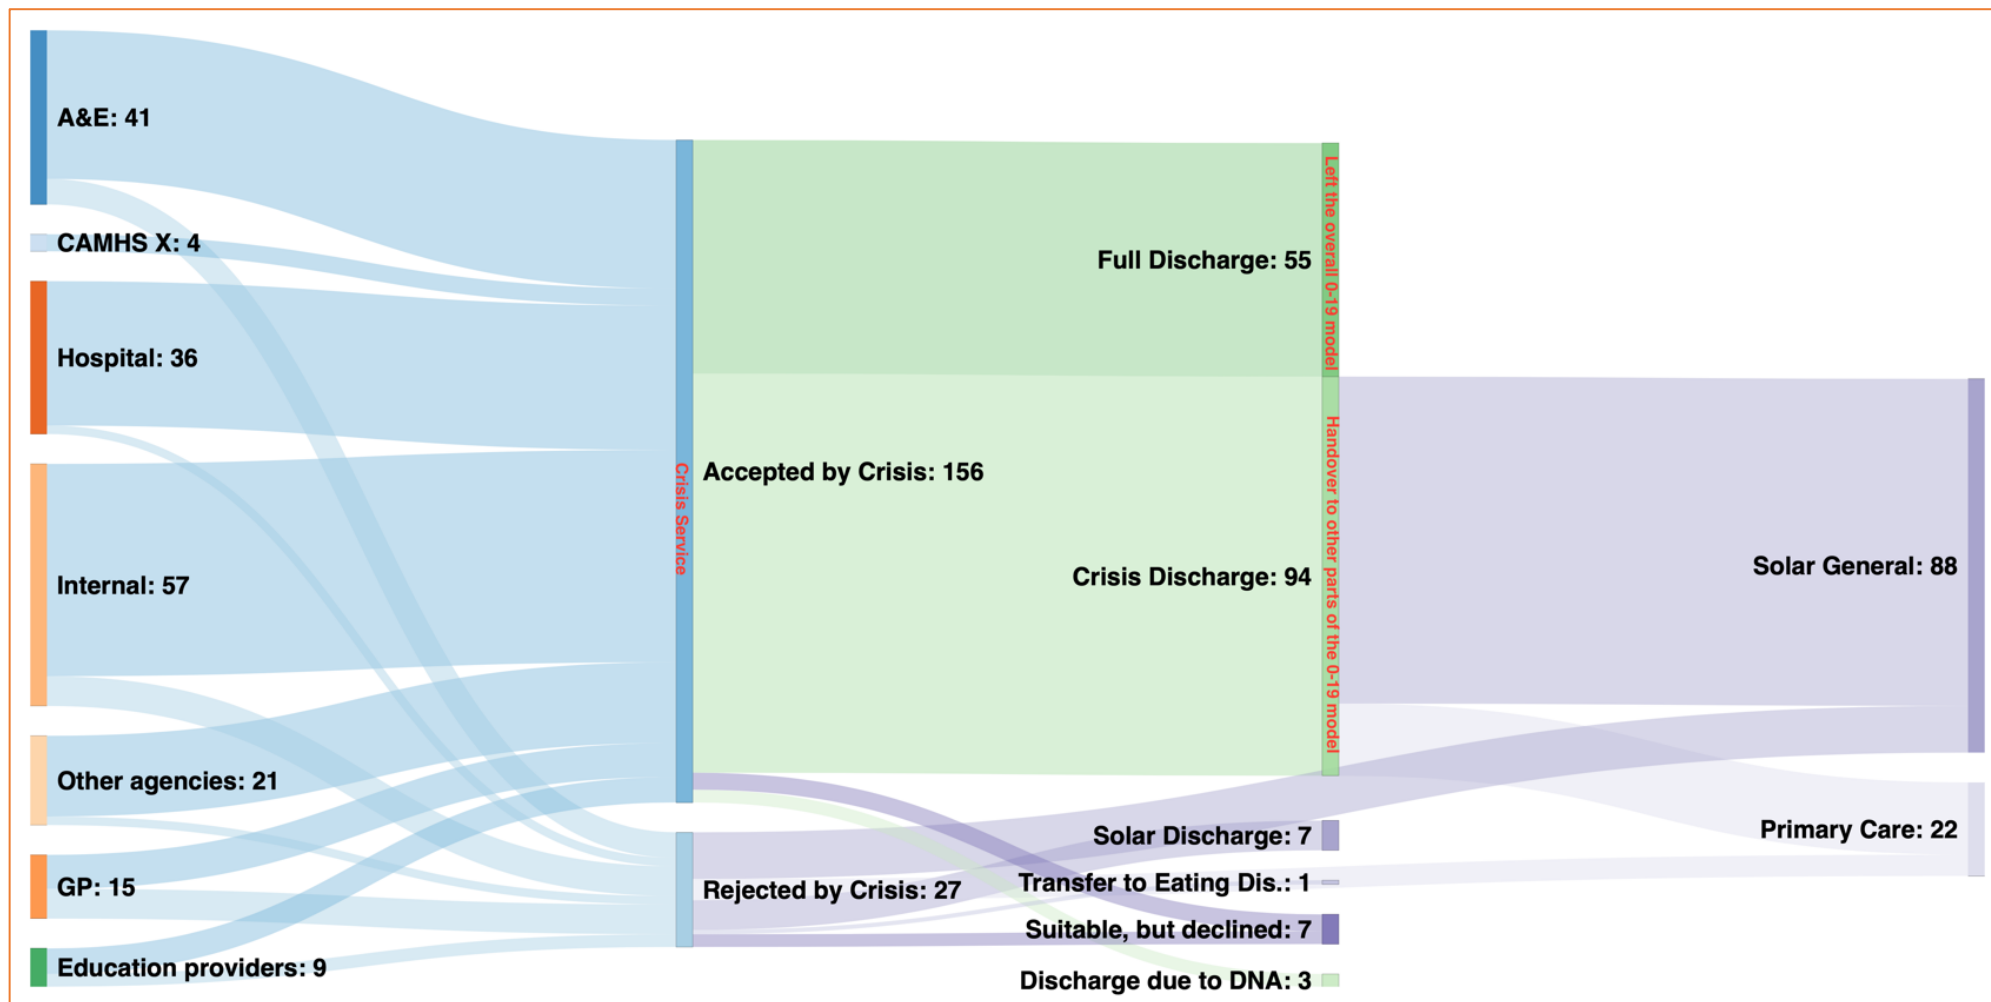 A&E: 41
CAMHS X: 4
Hospital: 36
Internal: 57
Other agencies: 21
GP: 15
Education providers: 9
Crisis Service
Accepted by Crisis: 156
Rejected by Crisis: 27
Full Discharge: 55
Left the overall 0-19 model
Crisis Discharge: 94
Handover to other parts of the 0-19 model
Solar Discharge: 7
Transfer to Eating Dis.: 1
Suitable, but declined: 7
Discharge due to DNA: 3
Solar General: 88
Primary Care: 22